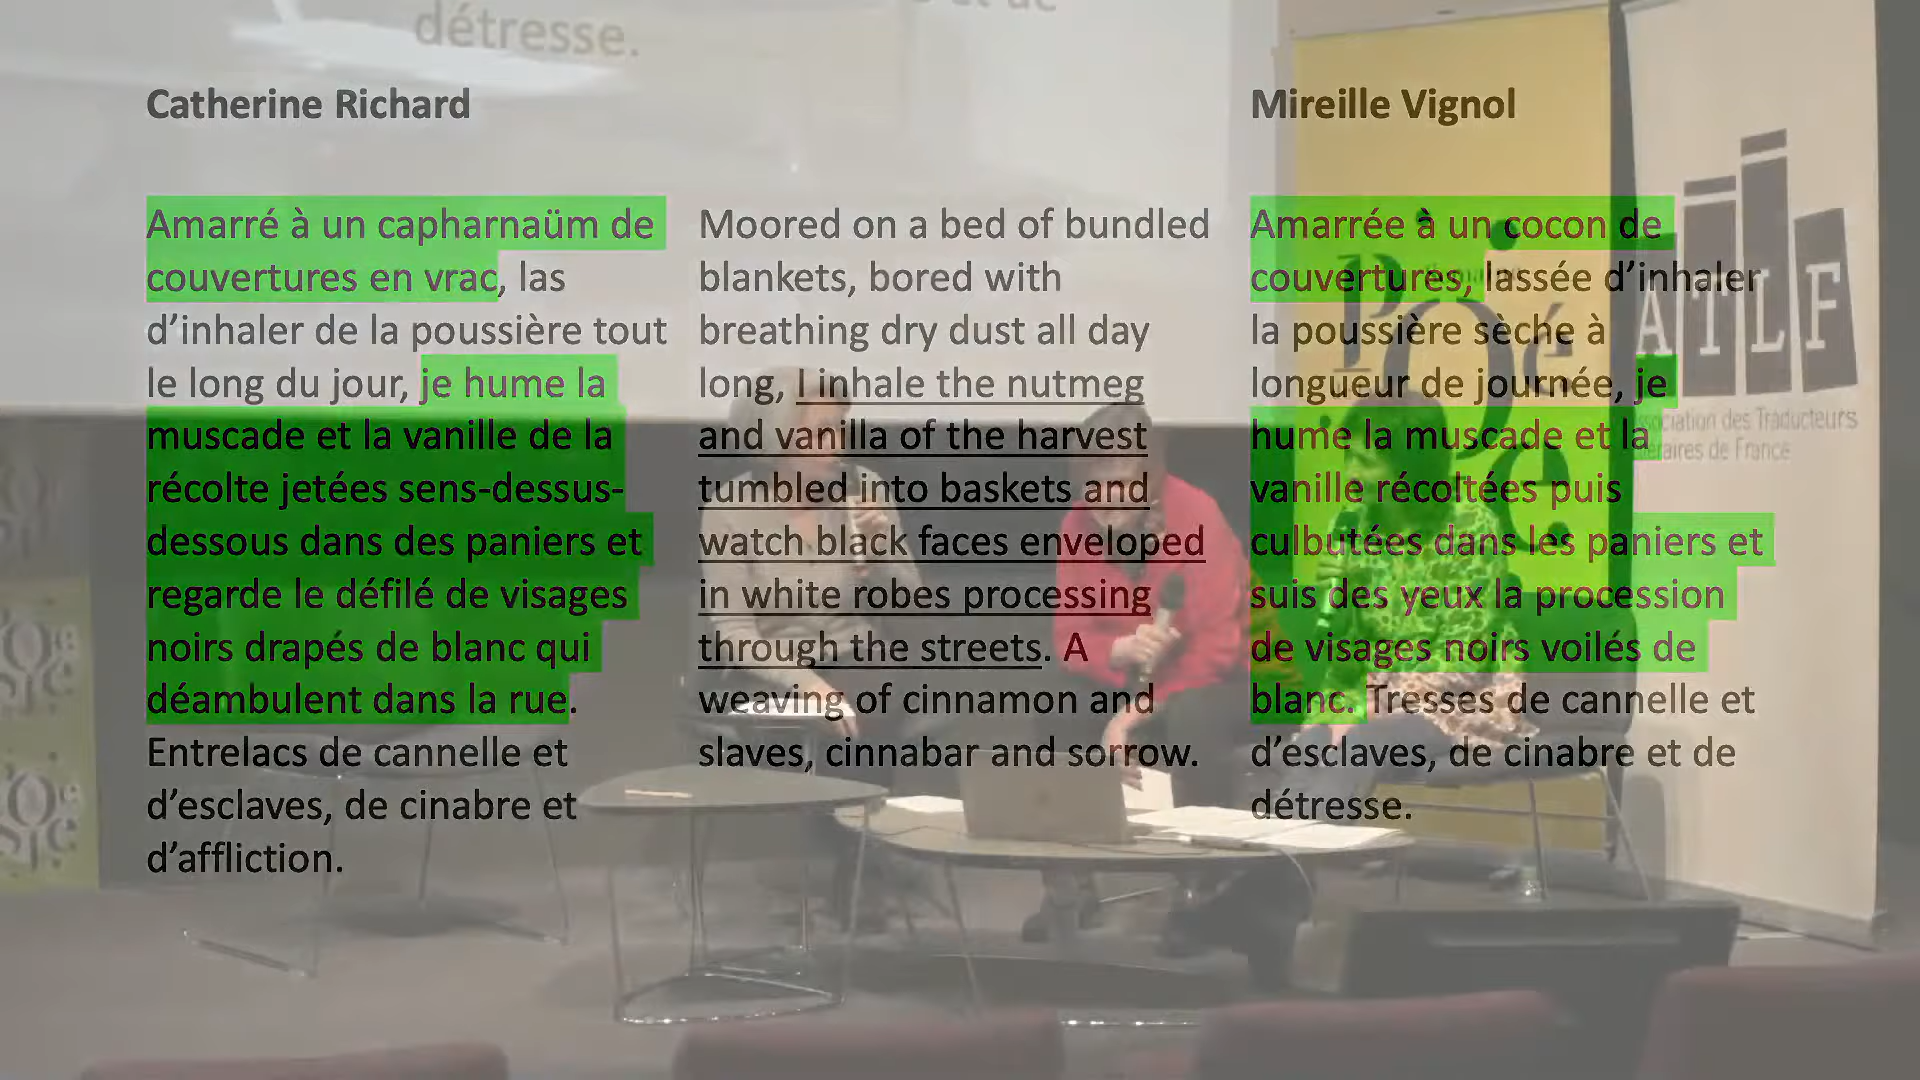 détresse.
Catherine Richard
Amarré à un capharnaüm de
couvertures en vrac, las
d’inhaler de la poussière tout
le long du jour, je hume la
muscade et la vanille de la
récolte jetées sens-dessus-
dessous dans des paniers et
regarde le défilé de visages
noirs drapés de blanc qui
déambulent dans la rue.
Entrelacs de cannelle et
d’esclaves, de cinabre et
d’affliction.
Moored on a bed of bundled
blankets, bored with
breathing dry dust all day
long, I inhale the nutmeg
and vanilla of the harvest
tumbled into baskets and
watch black faces enveloped
in white robes processing
through the streets. A
weaving of cinnamon and
slaves, cinnabar and sorrow.
Mireille Vignol
Amarrée à un cocon de
couvertures, lassée d’inhaler
la poussière sèche à
longueur de journée, je
hume la muscade et la
vanille récoltées puis
culbutées dans les paniers et
suis des yeux la procession
de visages noirs voilés de
blanc. Tresses de cannelle et
d’esclaves, de cinabre et de
détresse.
ATLF
des Traducteurs
de France